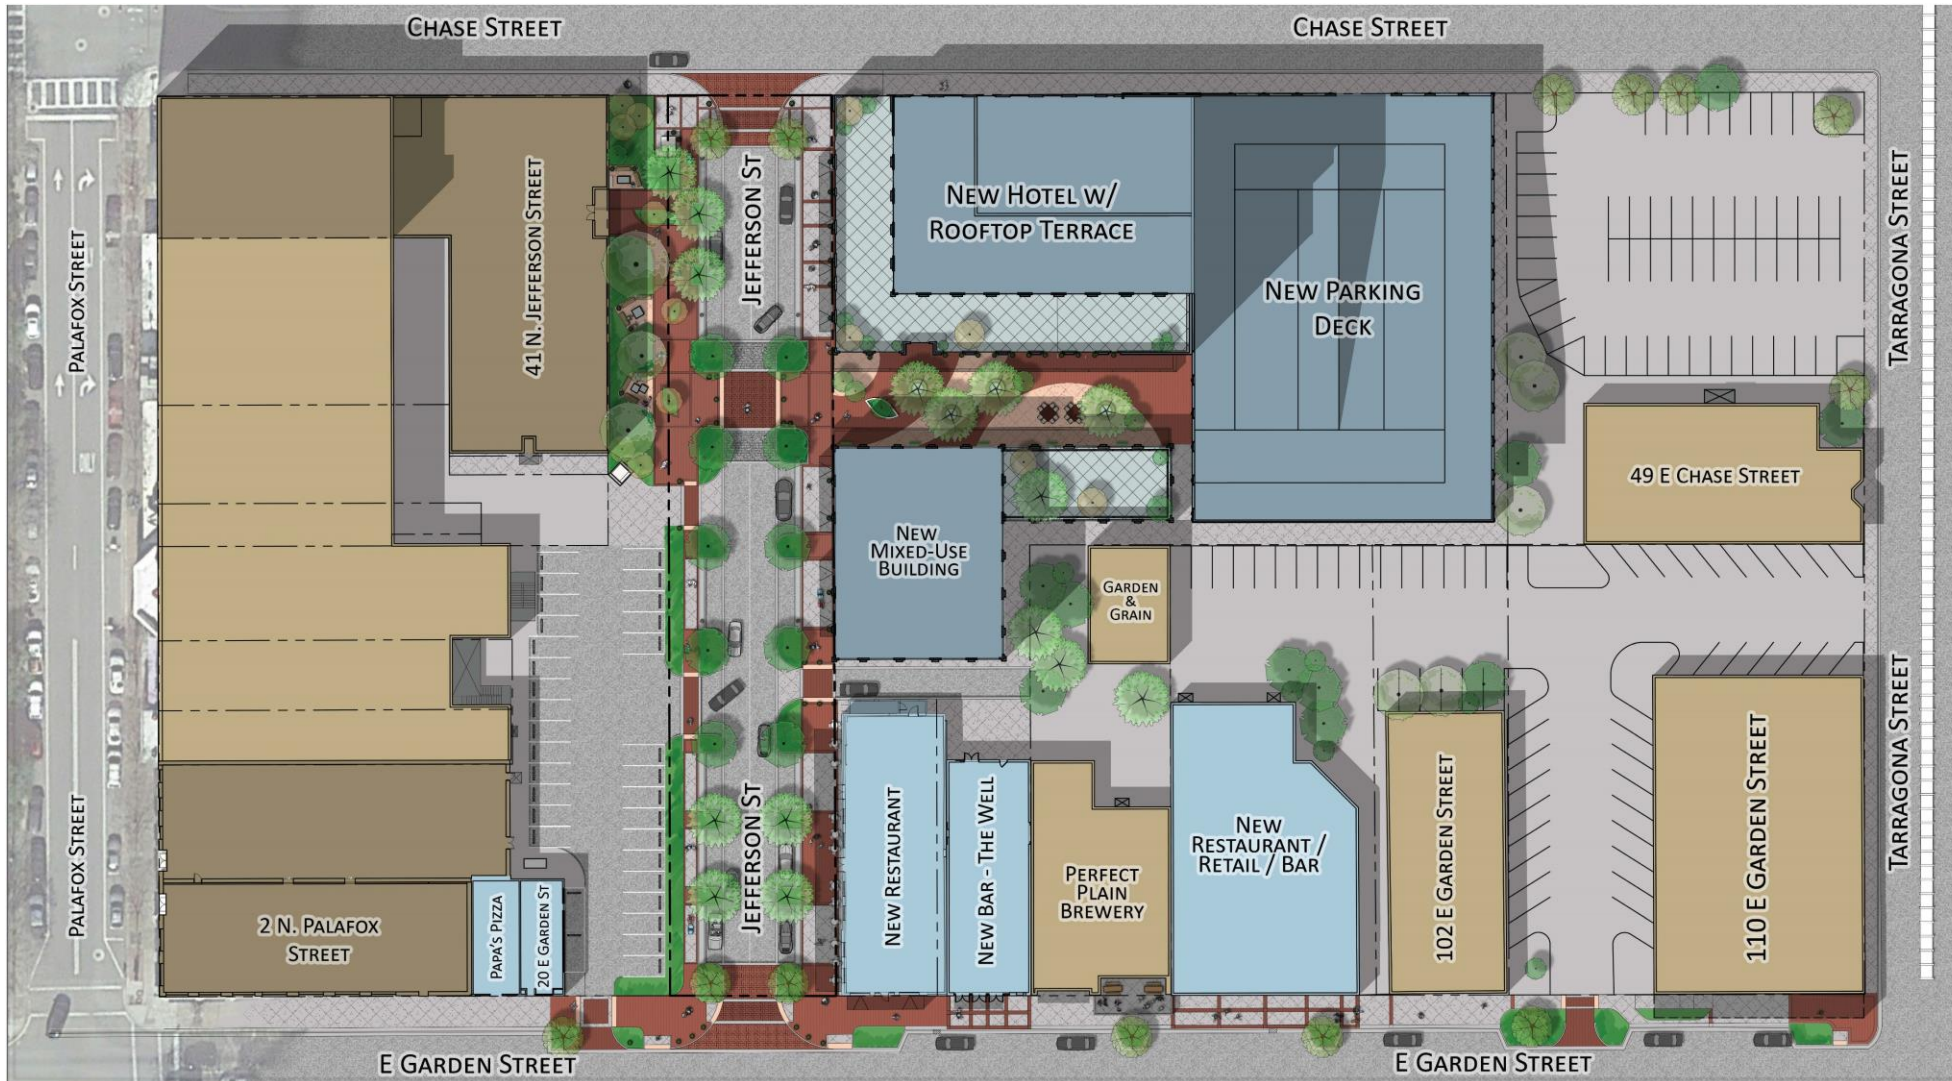 CHASE STREET
CHASE STREET
PALAFOX STREET
PALAFOX STREET
41 N. JEFFERSON STREET
JEFFERSON ST
NEW HOTEL W/
ROOFTOP TERRACE
NEW PARKING
DECK
TARRAGONA STREET
49 E CHASE STREET
NEW
MIXED-USE
BUILDING
GARDEN
&
GRAIN
TARRAGONA STREET
2 N. PALAFOX
STREET
PAPA'S PIZZA
20 E GARDEN ST
JEFFERSON ST
NEW RESTAURANT
NEW BAR - THE WELL
PERFECT
PLAIN
BREWERY
NEW
RESTAURANT /
RETAIL / BAR
102 E GARDEN STREET
110 E GARDEN STREET
E GARDEN STREET
E GARDEN STREET